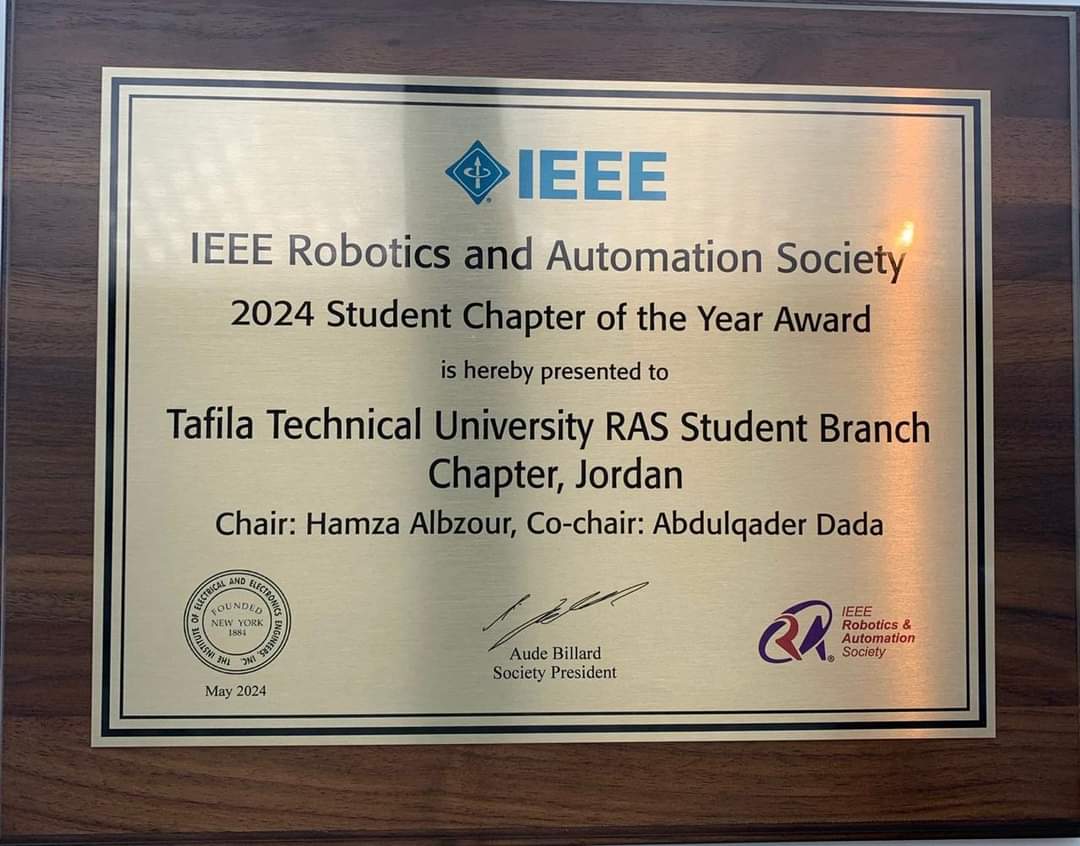 IEEE
IEEE Robotics and Automation Society
2024 Student Chapter of the Year Award
is hereby presented to
Tafila Technical University RAS Student Branch
Chapter, Jordan
Chair: Hamza Albzour, Co-chair: Abdulqader Dada
THE INSTITUTE OF ELECTRICAL AND ELECTRONICS ENGINEERS, INC.
FOUNDED
NEW YORK
1884
May 2024
Aude Billard
Society President
RA
IEEE
Robotics &
Automation
Society